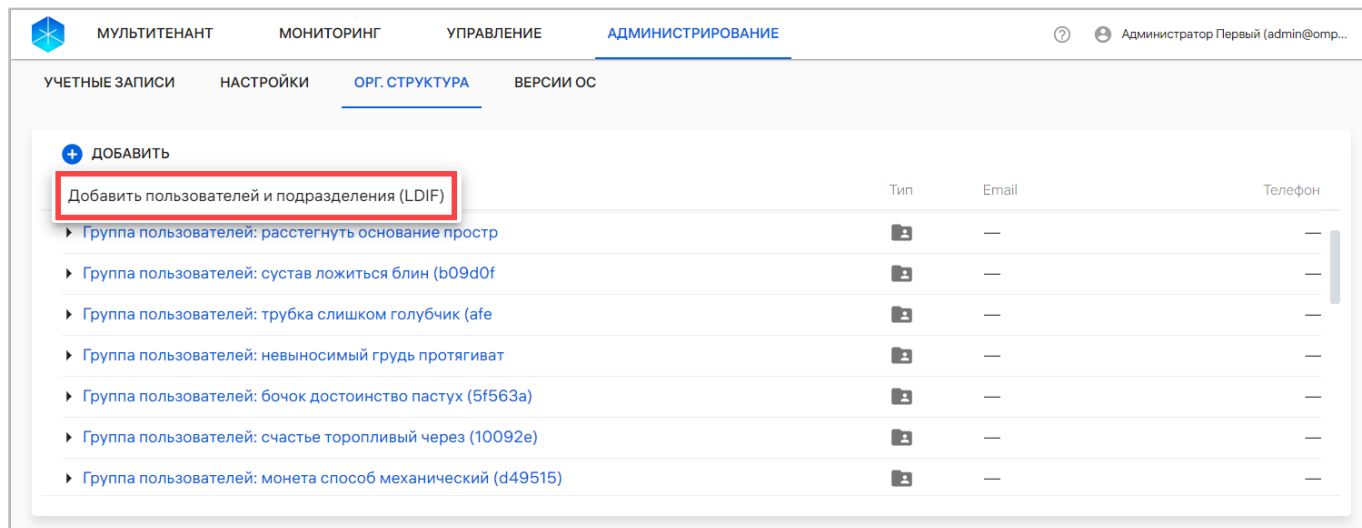 МУЛЬТИТЕНАНТ МОНИТОРИНГ УПРАВЛЕНИЕ АДМИНИСТРИРОВАНИЕ Администратор Первый (admin@omp...
УЧЕТНЫЕ ЗАПИСИ НАСТРОЙКИ ОРГ. СТРУКТУРА ВЕРСИИ ОС
ДОБАВИТЬ
Добавить пользователей и подразделения (LDIF) Тип Email Телефон
Группа пользователей: расстегнуть основание простр — —
Группа пользователей: сустав ложиться блин (b09d0f — —
Группа пользователей: трубка слишком голубчик (afe — —
Группа пользователей: невыносимый грудь протягиват — —
Группа пользователей: бочок достоинство пастух (5f563a) — —
Группа пользователей: счастье торопливый через (10092e) — —
Группа пользователей: монета способ механический (d49515) — —